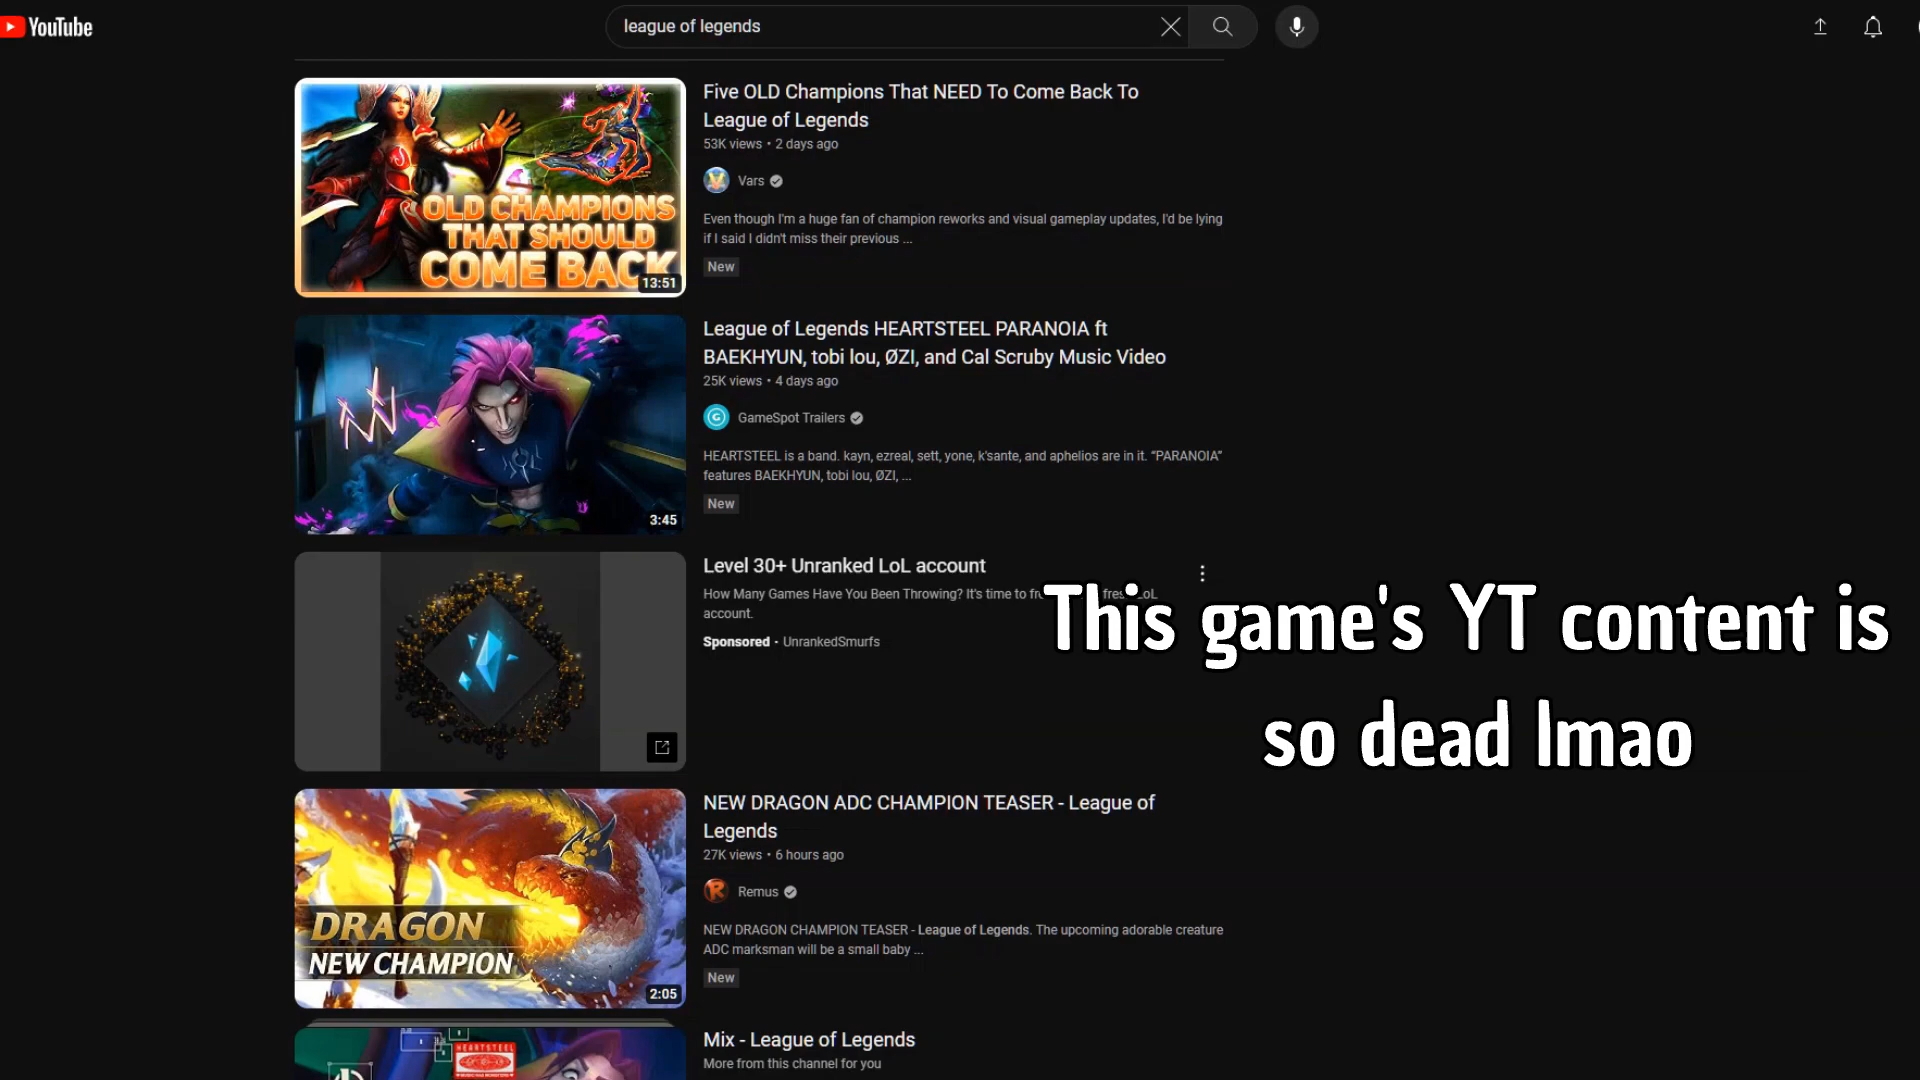 YouTube
league of legends
OLD CHAMPIONS
THAT SHOULD
COME BACK
13:51
Five OLD Champions That NEED To Come Back To
League of Legends
53K views • 2 days ago
Vars
Even though I'm a huge fan of champion reworks and visual gameplay updates, I'd be lying
if I said I didn't miss their previous ...
New
3:45
League of Legends HEARTSTEEL PARANOIA ft
BAEKHYUN, tobi lou, ØZI, and Cal Scruby Music Video
25K views • 4 days ago
GameSpot Trailers
HEARTSTEEL is a band. kayn, ezreal, sett, yone, k'sante, and aphelios are in it. “PARANOIA”
features BAEKHYUN, tobi lou, ØZI, ...
New
Level 30+ Unranked LoL account
How Many Games Have You Been Throwing? It's time to
account.
Sponsored • UnrankedSmurfs
This game's YT content is
so dead lmao
DRAGON
NEW CHAMPION
2:05
NEW DRAGON ADC CHAMPION TEASER - League of
Legends
27K views • 6 hours ago
Remus
NEW DRAGON CHAMPION TEASER - League of Legends. The upcoming adorable creature
ADC marksman will be a small baby ...
New
HEARTSTEEL
Mix - League of Legends
More from this channel for you